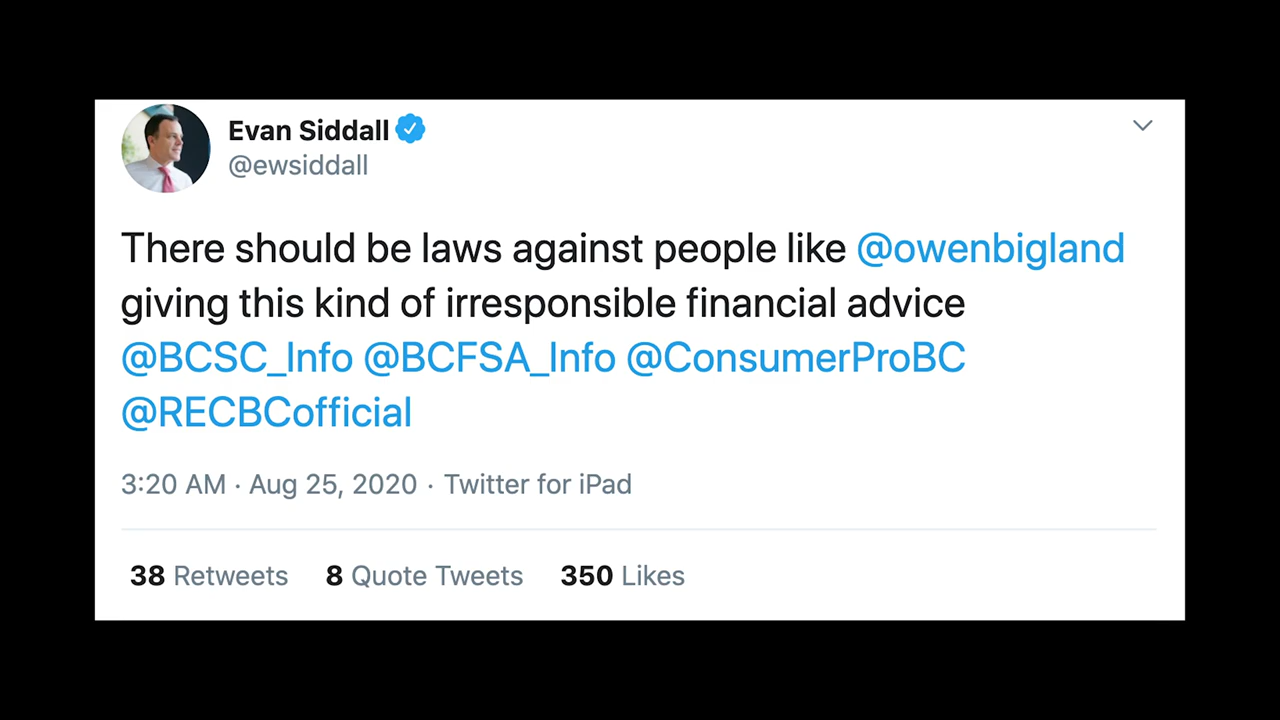 Evan Siddall
@ewsiddall
There should be laws against people like @owenbigland
giving this kind of irresponsible financial advice
@BCSC_Info @BCFSA_Info @ConsumerProBC
@RECBCofficial
3:20 AM · Aug 25, 2020 · Twitter for iPad
38 Retweets 8 Quote Tweets 350 Likes